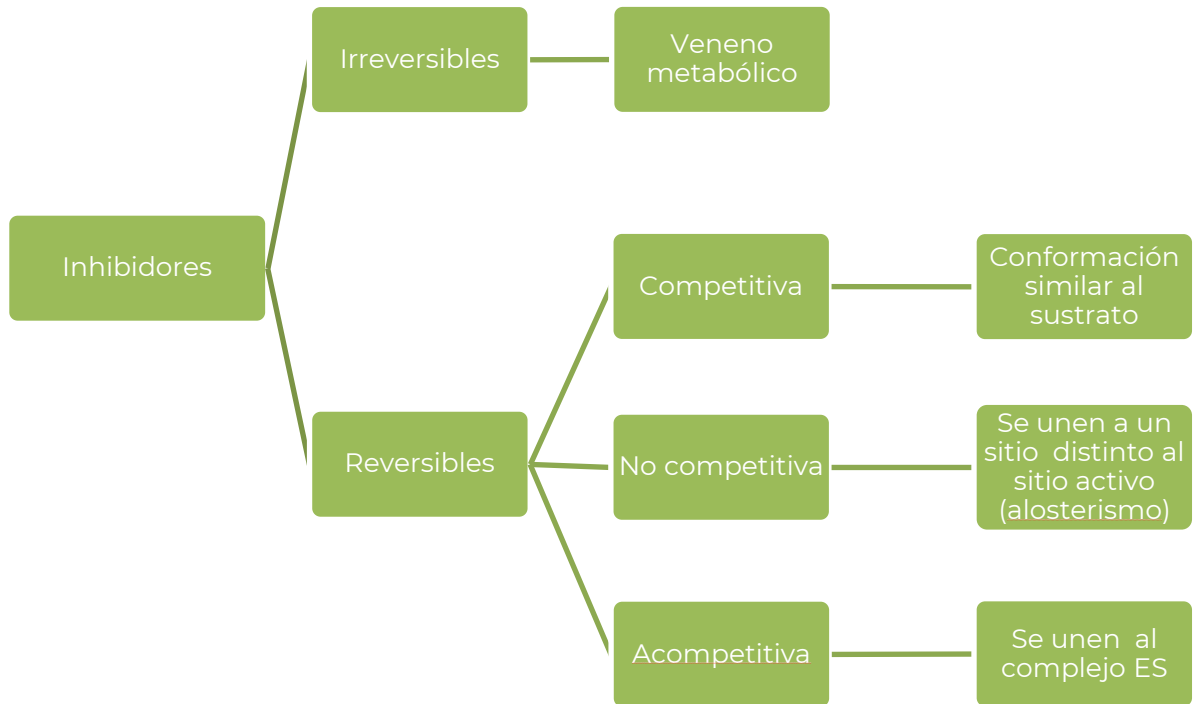 Irreversibles
Veneno
metabólico
Inhibidores
Competitiva
Conformación
similar al
sustrato
Reversibles
No competitiva
Se unen a un
sitio distinto al
sitio activo
(alosterismo)
Acompetitiva
Se unen al
complejo ES